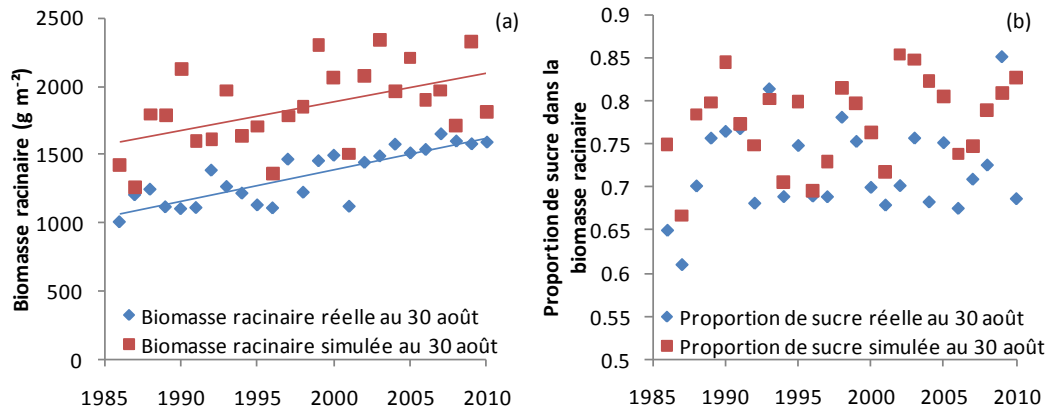 (a)
Biomasse racinaire (g m⁻²)
2500
2000
1500
1000
500
0
Biomasse racinaire réelle au 30 août
Biomasse racinaire simulée au 30 août
1985 1990 1995 2000 2005 2010
(b)
Proportion de sucre dans la
biomasse racinaire
0.9
0.85
0.8
0.75
0.7
0.65
0.6
0.55
0.5
Proportion de sucre réelle au 30 août
Proportion de sucre simulée au 30 août
1985 1990 1995 2000 2005 2010